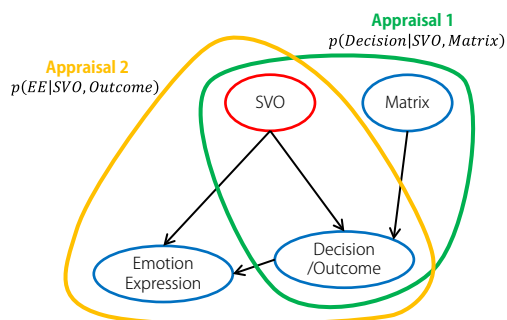 Appraisal 1
p(Decision|SVO, Matrix)
Appraisal 2
p(EE|SVO, Outcome)
SVO
Matrix
Decision
/Outcome
Emotion
Expression